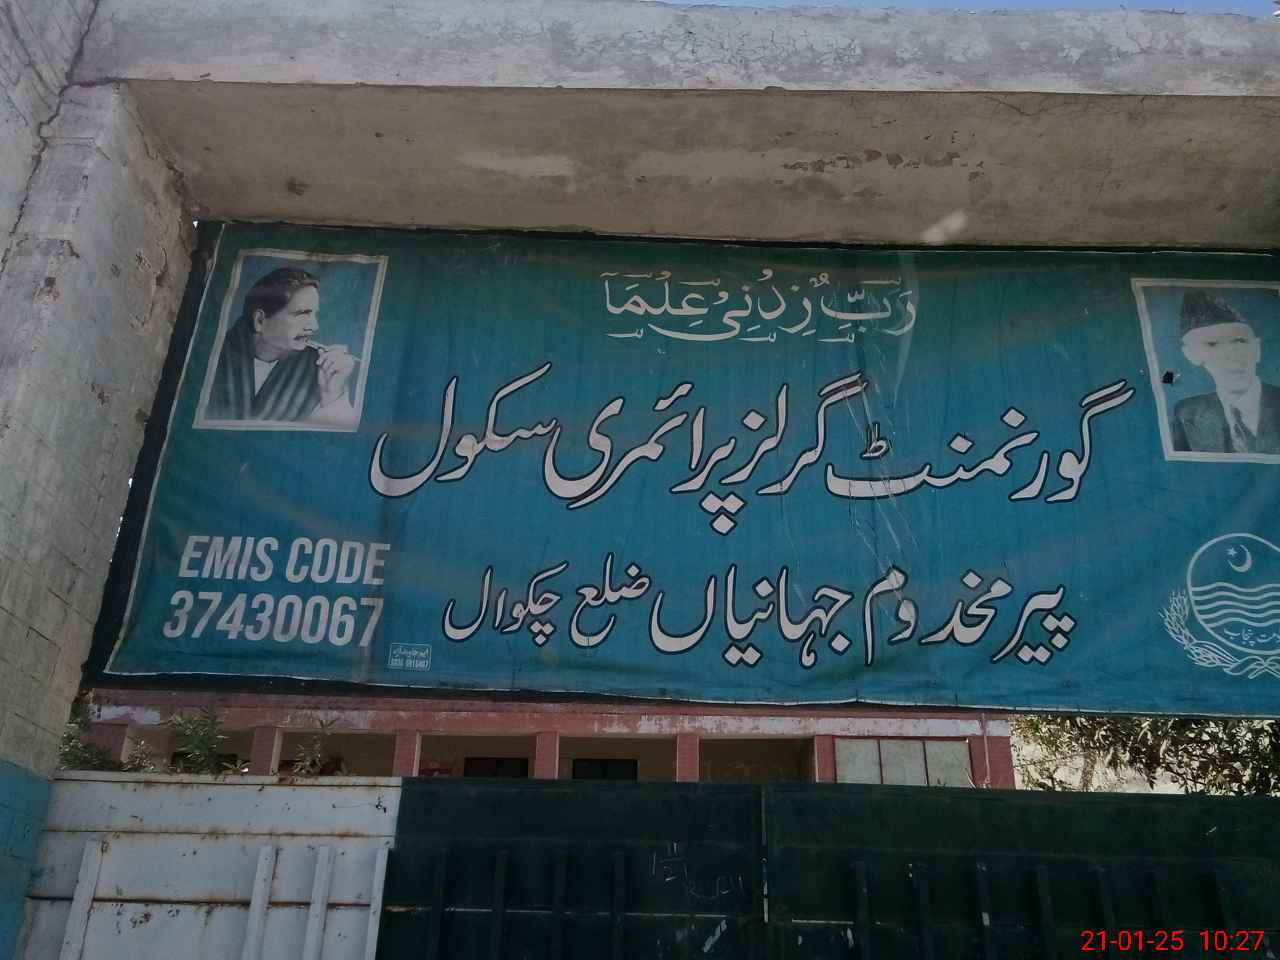 رَبِّ زِدْنِیْ عِلْمًا
گورنمنٹ گرلز پرائمری سکول
پیر مخدوم جہانیاں ضلع چکوال
EMIS CODE
37430067
21-01-25 10:27